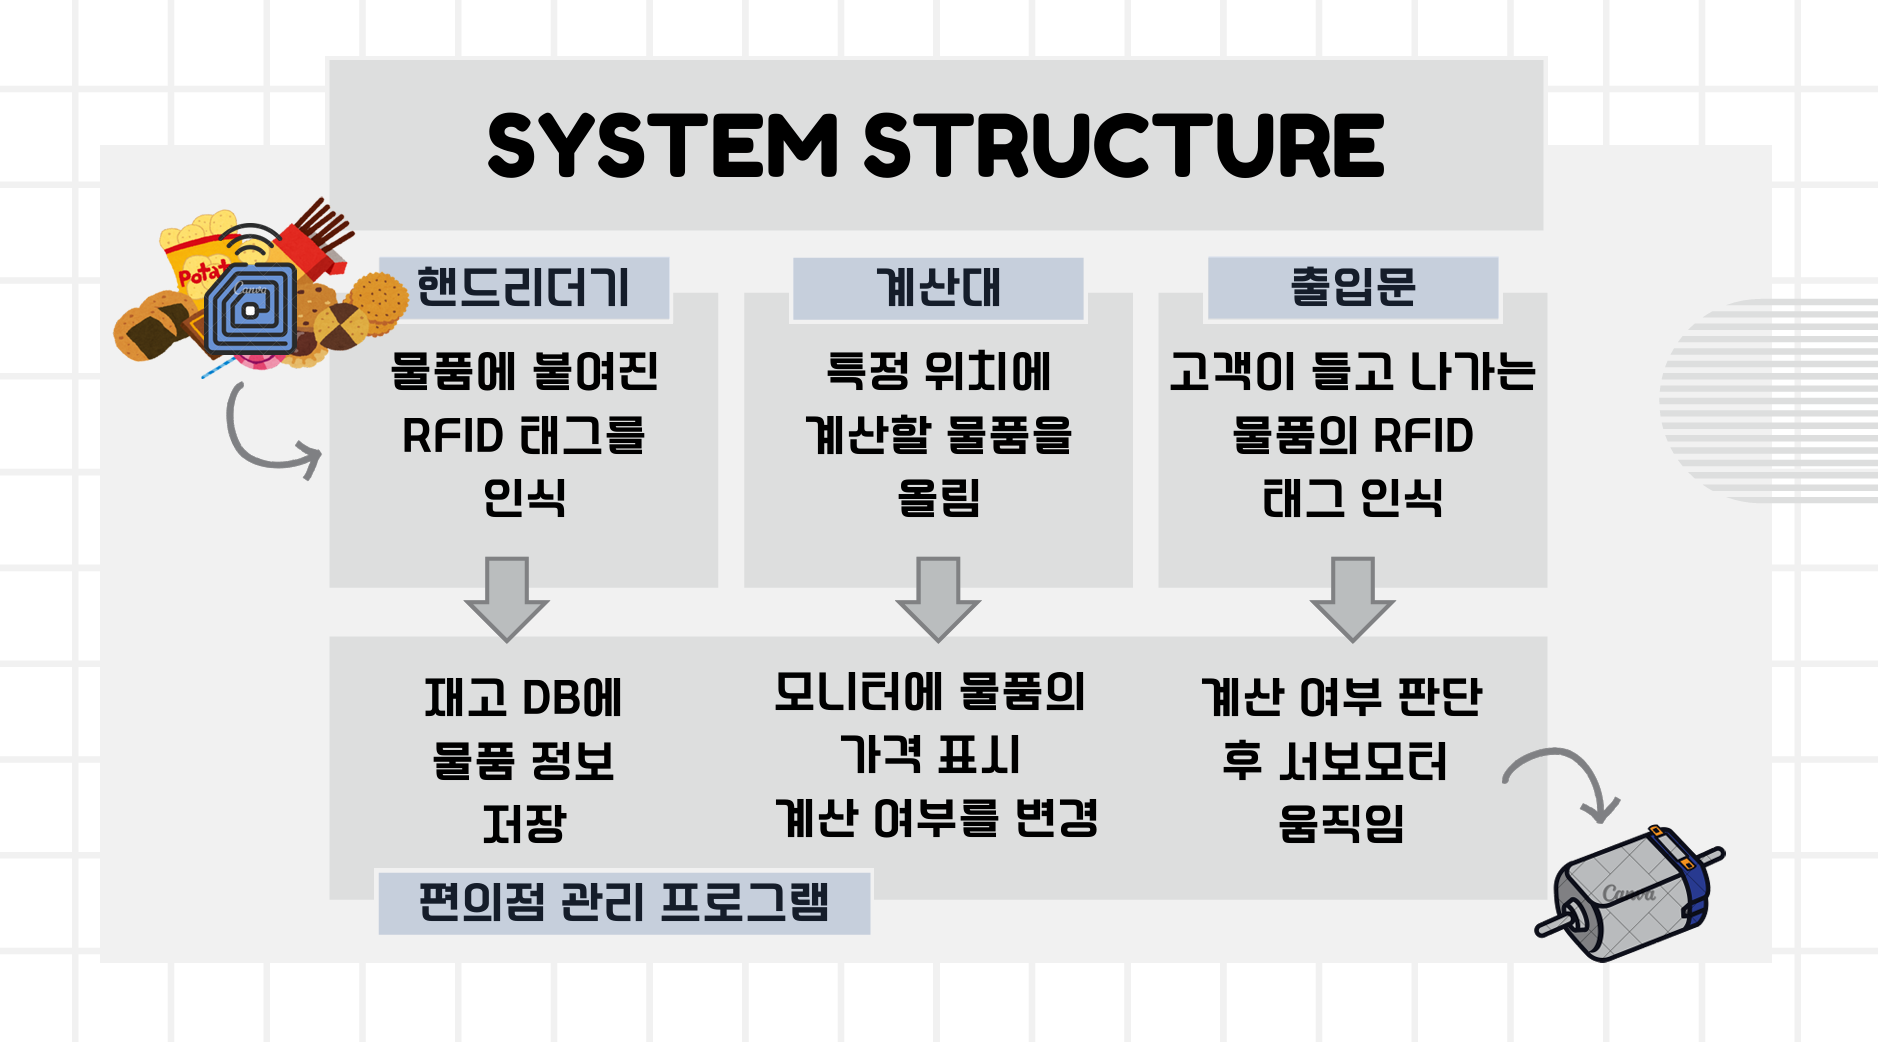 SYSTEM STRUCTURE
Potat
Canva
핸드리더기
물품에 붙여진
RFID 태그를
인식
계산대
특정 위치에
계산할 물품을
올림
출입문
고객이 들고 나가는
물품의 RFID
태그 인식
재고 DB에
물품 정보
저장
모니터에 물품의
가격 표시
계산 여부를 변경
계산 여부 판단
후 서보모터
움직임
편의점 관리 프로그램
Canva